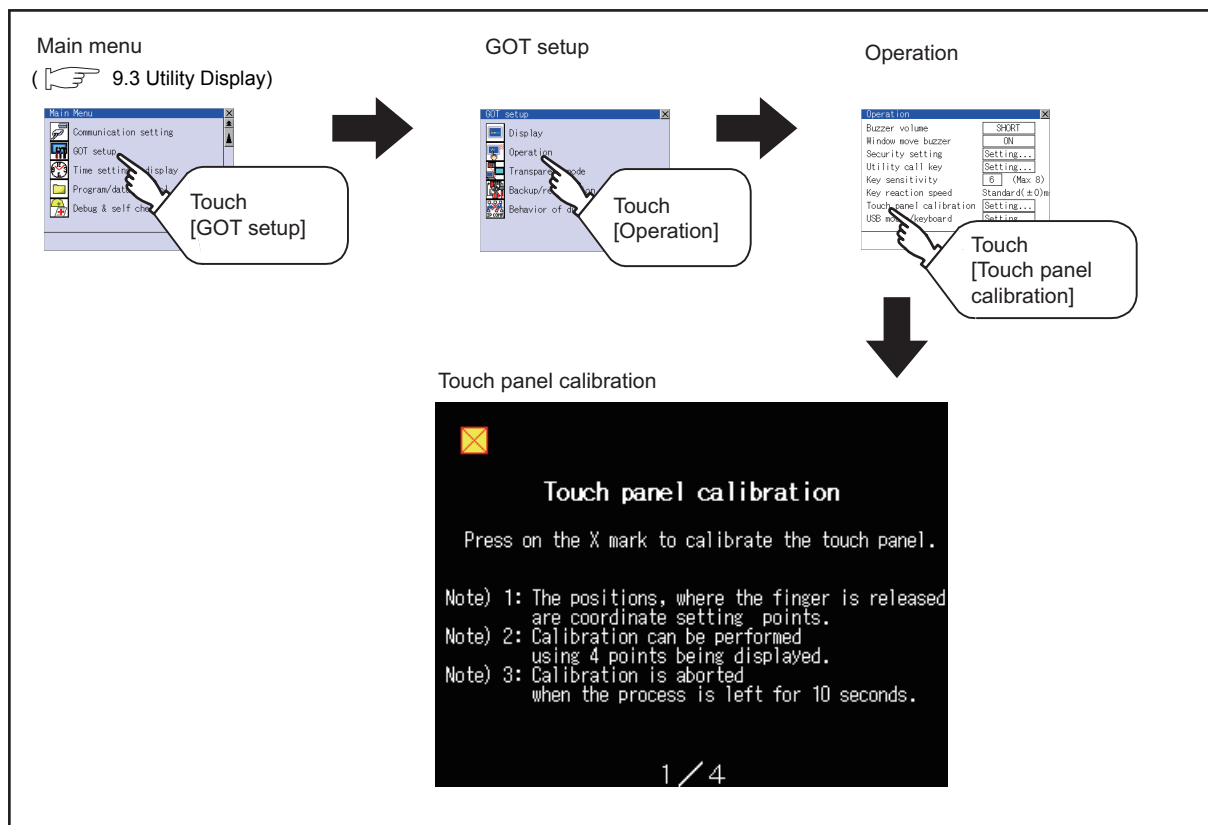 Main menu
( 9.3 Utility Display)
Main Menu
Communication setting
GOT setup
Time setting display
Program/dat
Debug & self che
Touch
[GOT setup]
GOT setup
GOT setup
Display
Operation
Transpare mode
Backup/re on
Behavior of d
Touch
[Operation]
Operation
Operation
Buzzer volume SHORT
Window move buzzer ON
Security setting Setting...
Utility call key Setting...
Key sensitivity 6 (Max 8)
Key reaction speed Standard(±0)m
Touch panel calibration Setting...
USB mo /keyboard Setting
Touch
[Touch panel
calibration]
Touch panel calibration
Touch panel calibration
Press on the X mark to calibrate the touch panel.
Note) 1: The positions, where the finger is released
are coordinate setting points.
Note) 2: Calibration can be performed
using 4 points being displayed.
Note) 3: Calibration is aborted
when the process is left for 10 seconds.
1/4